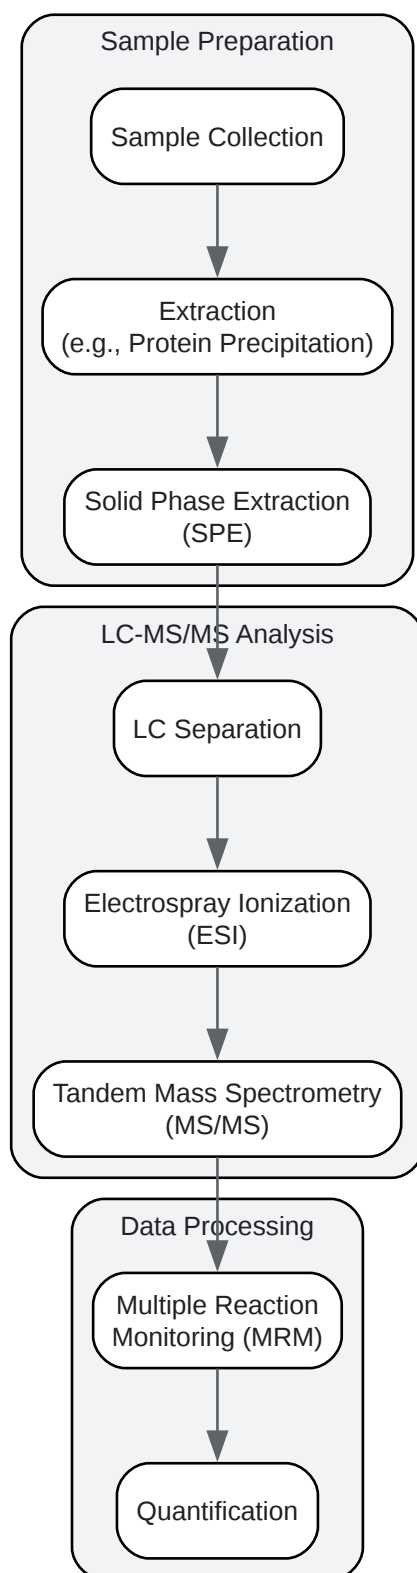 Sample Preparation
Sample Collection
Extraction
(e.g., Protein Precipitation)
Solid Phase Extraction
(SPE)
LC-MS/MS Analysis
LC Separation
Electrospray Ionization
(ESI)
Tandem Mass Spectrometry
(MS/MS)
Data Processing
Multiple Reaction
Monitoring (MRM)
Quantification